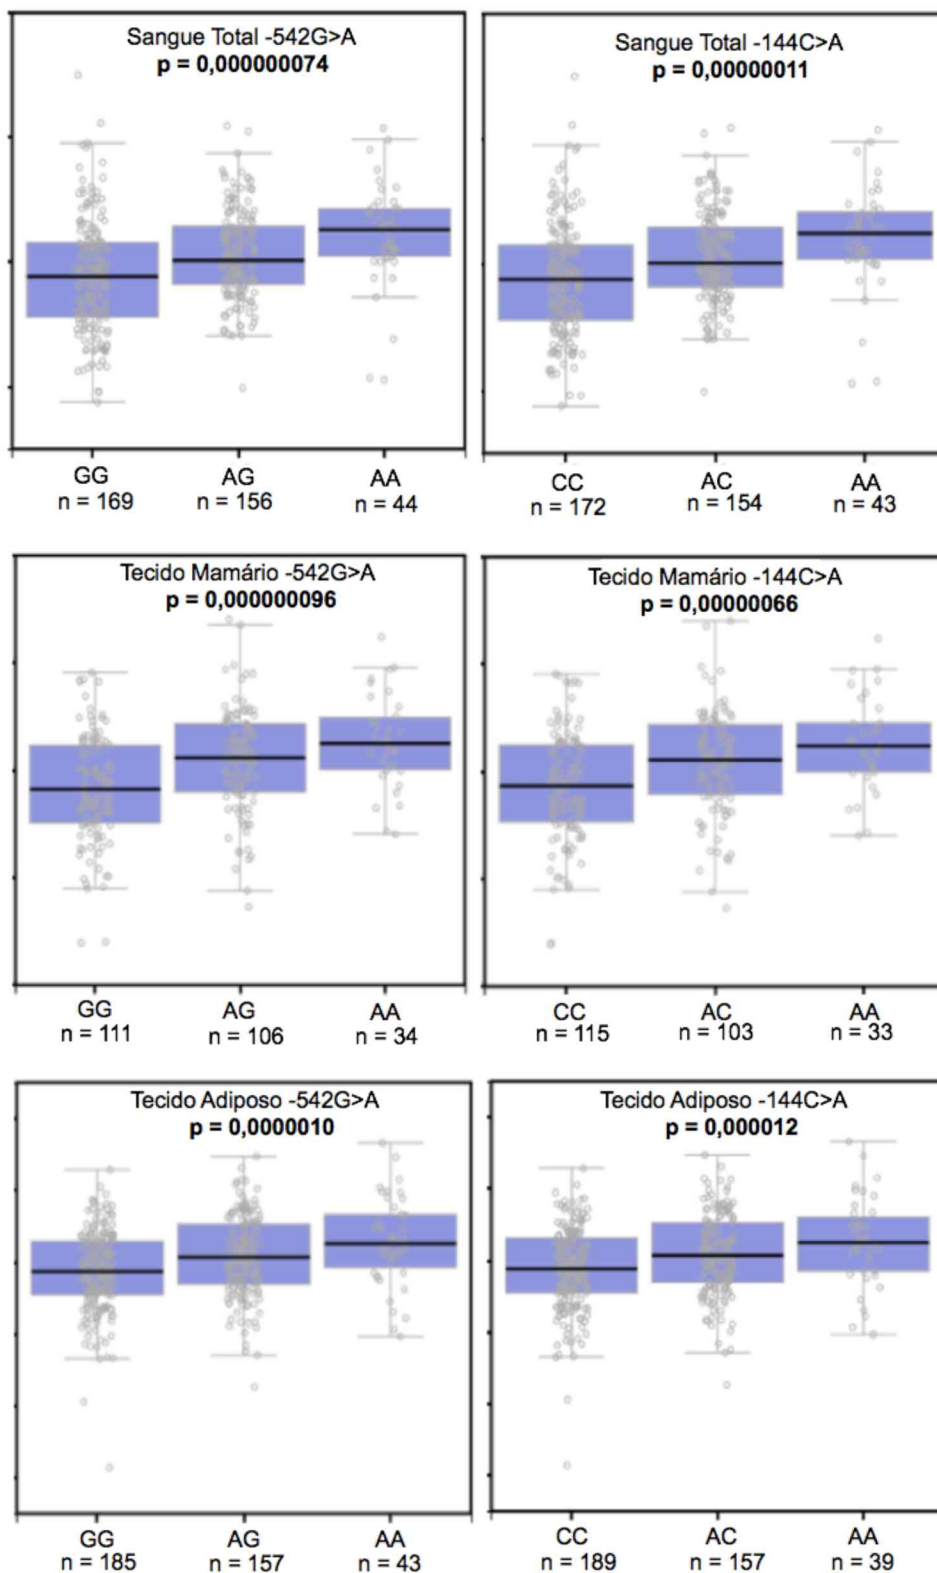 Sangue Total -542G>A
p = 0,000000074
GG
n = 169
AG
n = 156
AA
n = 44
Sangue Total -144C>A
p = 0,00000011
CC
n = 172
AC
n = 154
AA
n = 43
Tecido Mamário -542G>A
p = 0,000000096
GG
n = 111
AG
n = 106
AA
n = 34
Tecido Mamário -144C>A
p = 0,00000066
CC
n = 115
AC
n = 103
AA
n = 33
Tecido Adiposo -542G>A
p = 0,0000010
GG
n = 185
AG
n = 157
AA
n = 43
Tecido Adiposo -144C>A
p = 0,000012
CC
n = 189
AC
n = 157
AA
n = 39